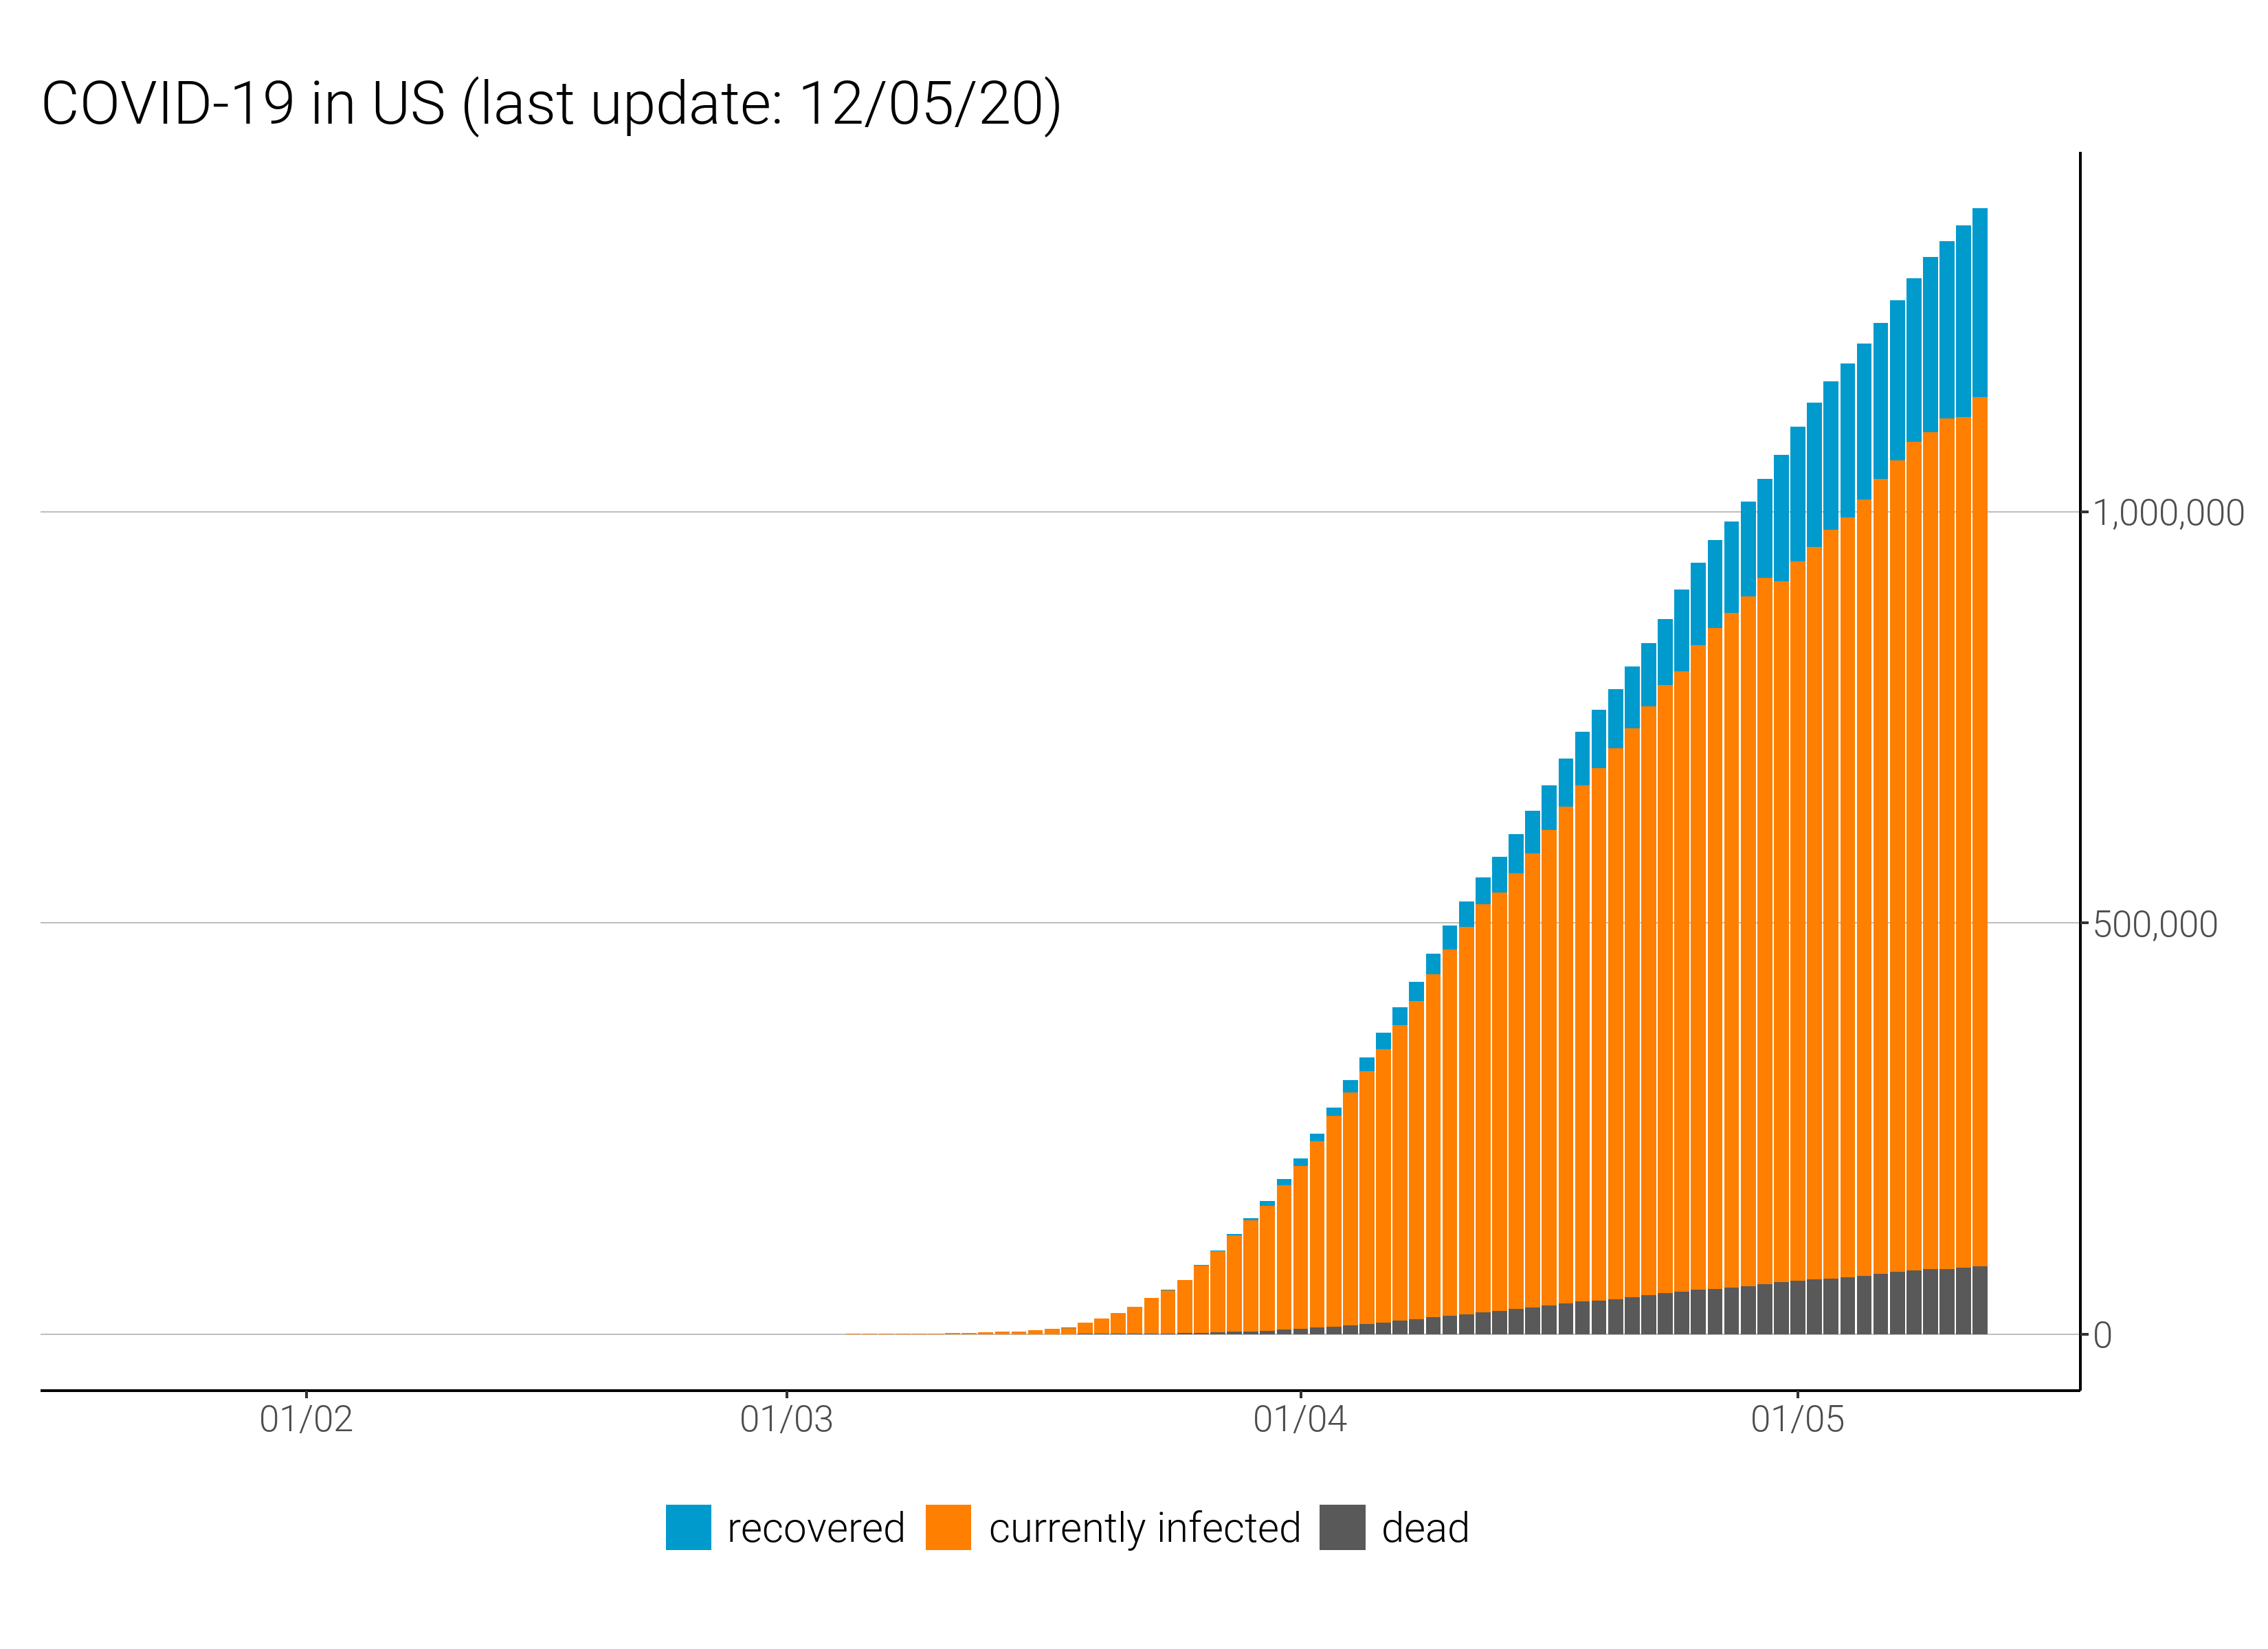 COVID-19 in US (last update: 12/05/20)
1,000,000
500,000
0
01/02 01/03 01/04 01/05
recovered currently infected dead